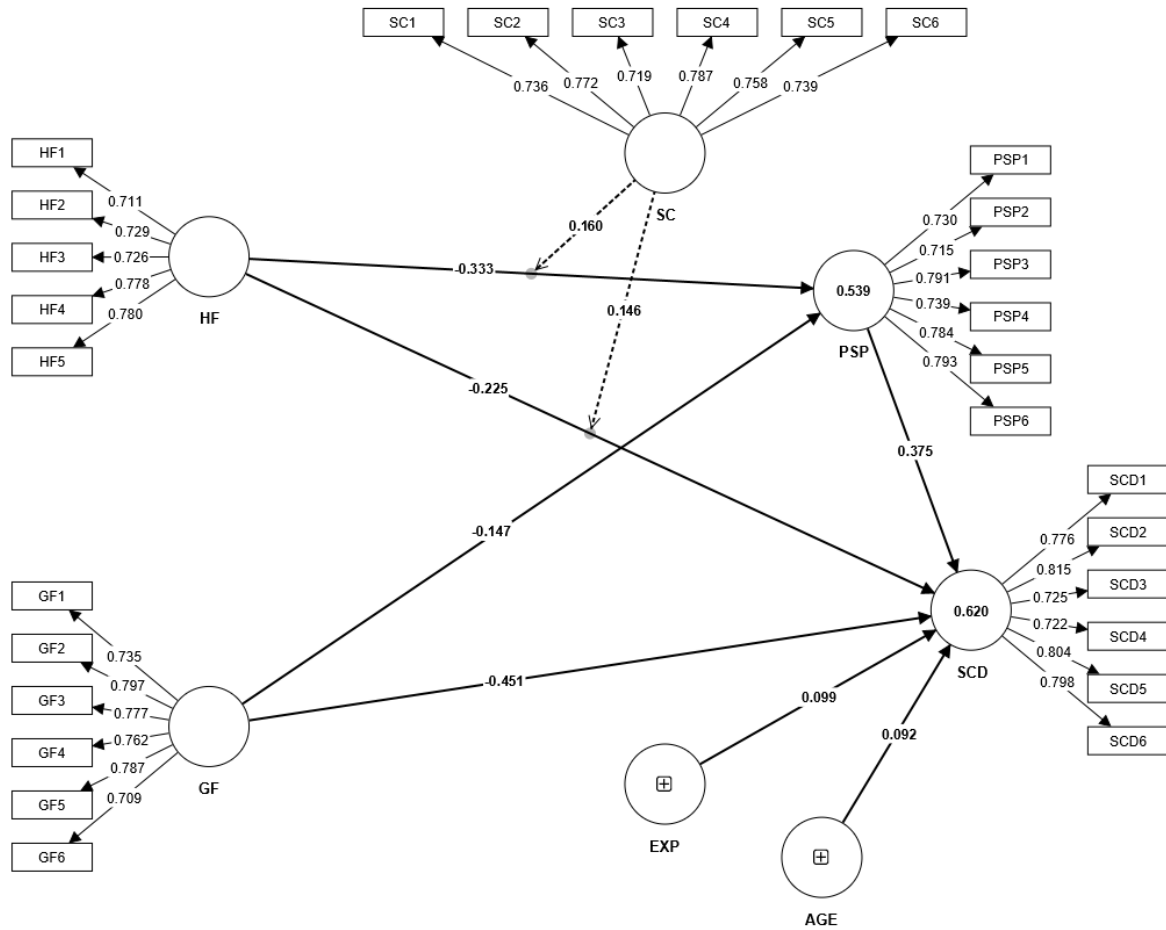 SC1 SC2 SC3 SC4 SC5 SC6
0.736 0.772 0.719 0.787 0.758 0.739
SC
0.160
0.146
HF1
HF2
HF3
HF4
HF5
0.711
0.729
0.726
0.778
0.780
HF
-0.333
-0.225
0.539
PSP
PSP1
PSP2
PSP3
PSP4
PSP5
PSP6
0.730
0.715
0.791
0.739
0.784
0.793
0.375
-0.147
GF1
GF2
GF3
GF4
GF5
GF6
0.735
0.797
0.777
0.762
0.787
0.709
GF
-0.451
0.620
SCD
SCD1
SCD2
SCD3
SCD4
SCD5
SCD6
0.776
0.815
0.725
0.722
0.804
0.798
0.099
0.092
EXP
AGE